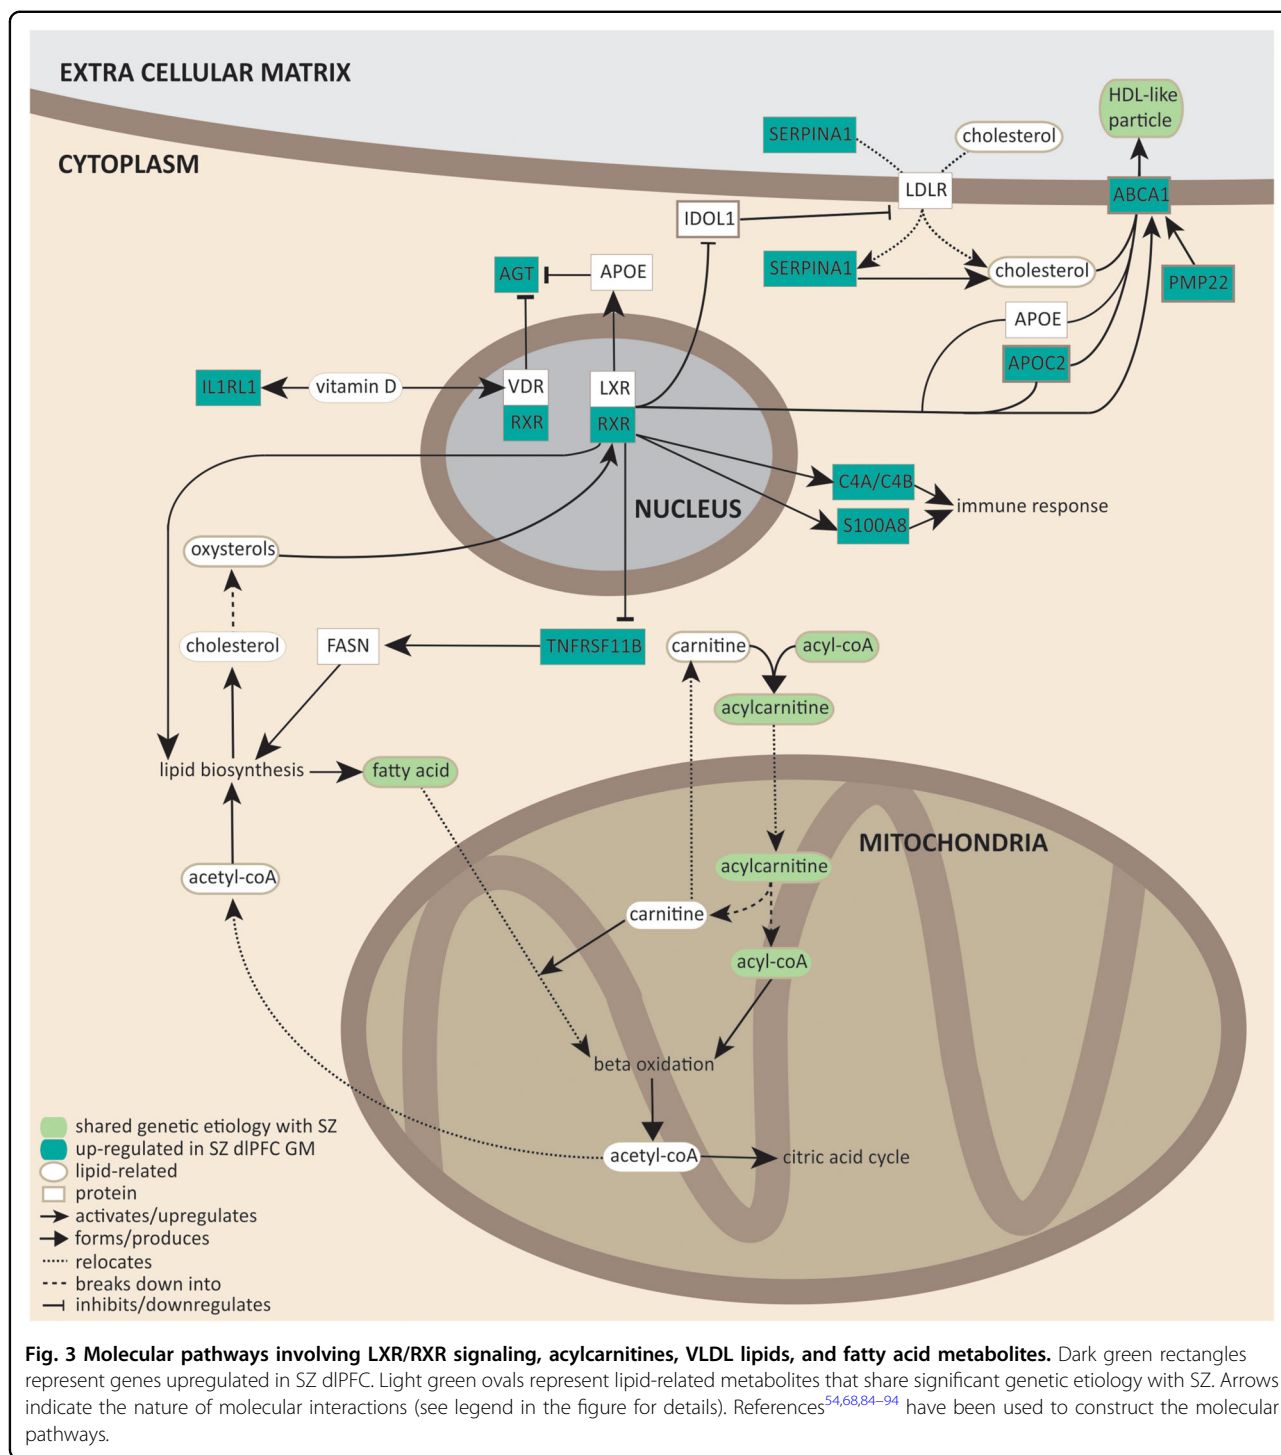 EXTRA CELLULAR MATRIX
HDL-like
particle
SERPINA1
cholesterol
CYTOPLASM
LDLR
ABCA1
IDOL1
AGT
APOE
SERPINA1
cholesterol
PMP22
APOE
APOC2
IL1RL1
vitamin D
VDR
RXR
LXR
RXR
C4A/C4B
S100A8
immune response
NUCLEUS
oxysterols
cholesterol
FASN
TNFRSF11B
carnitine
acyl-coA
acylcarnitine
lipid biosynthesis
fatty acid
MITOCHONDRIA
acylcarnitine
acetyl-coA
carnitine
acyl-coA
beta oxidation
acetyl-coA
citric acid cycle
shared genetic etiology with SZ
up-regulated in SZ dlPFC GM
lipid-related
protein
activates/upregulates
forms/produces
relocates
breaks down into
inhibits/downregulates
Fig. 3 Molecular pathways involving LXR/RXR signaling, acylcarnitines, VLDL lipids, and fatty acid metabolites. Dark green rectangles
represent genes upregulated in SZ dlPFC. Light green ovals represent lipid-related metabolites that share significant genetic etiology with SZ. Arrows
indicate the nature of molecular interactions (see legend in the figure for details). References54,68,84–94 have been used to construct the molecular
pathways.